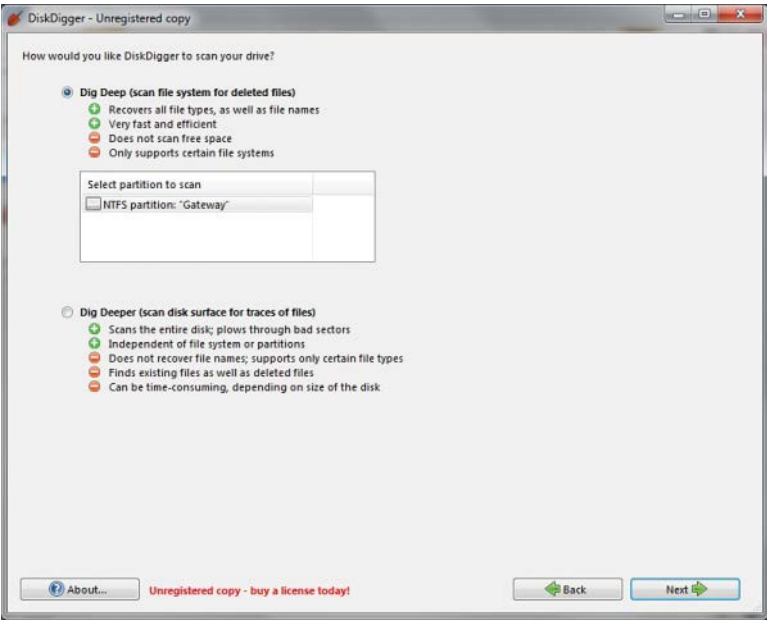 DiskDigger - Unregistered copy
How would you like DiskDigger to scan your drive?
Dig Deep (scan file system for deleted files)
Recovers all file types, as well as file names
Very fast and efficient
Does not scan free space
Only supports certain file systems
Select partition to scan
NTFS partition: "Gateway"
Dig Deeper (scan disk surface for traces of files)
Scans the entire disk; plows through bad sectors
Independent of file system or partitions
Does not recover file names; supports only certain file types
Finds existing files as well as deleted files
Can be time-consuming, depending on size of the disk
About... Unregistered copy - buy a license today! Back Next